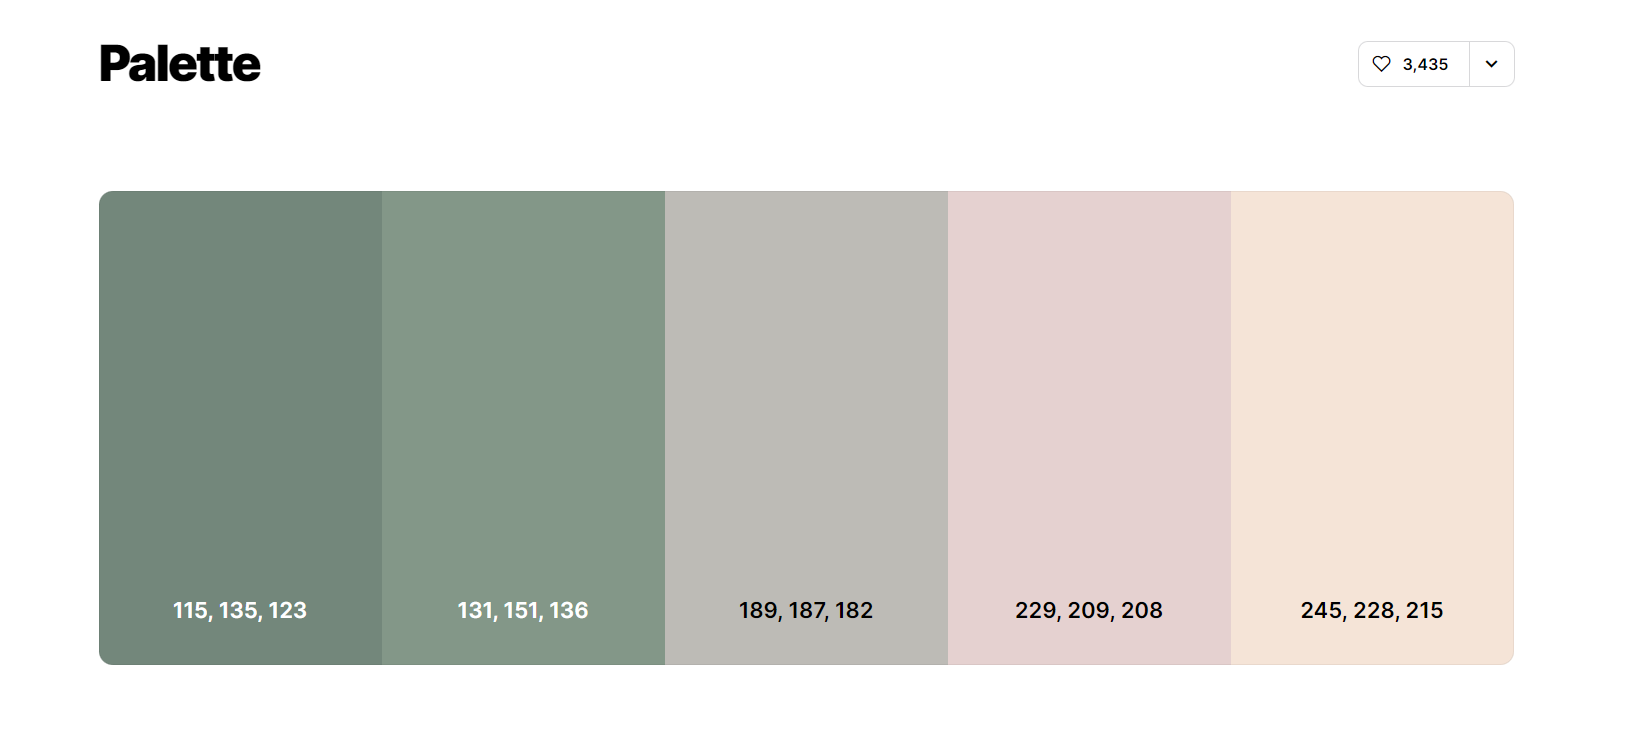 Palette
3,435
115, 135, 123
131, 151, 136
189, 187, 182
229, 209, 208
245, 228, 215